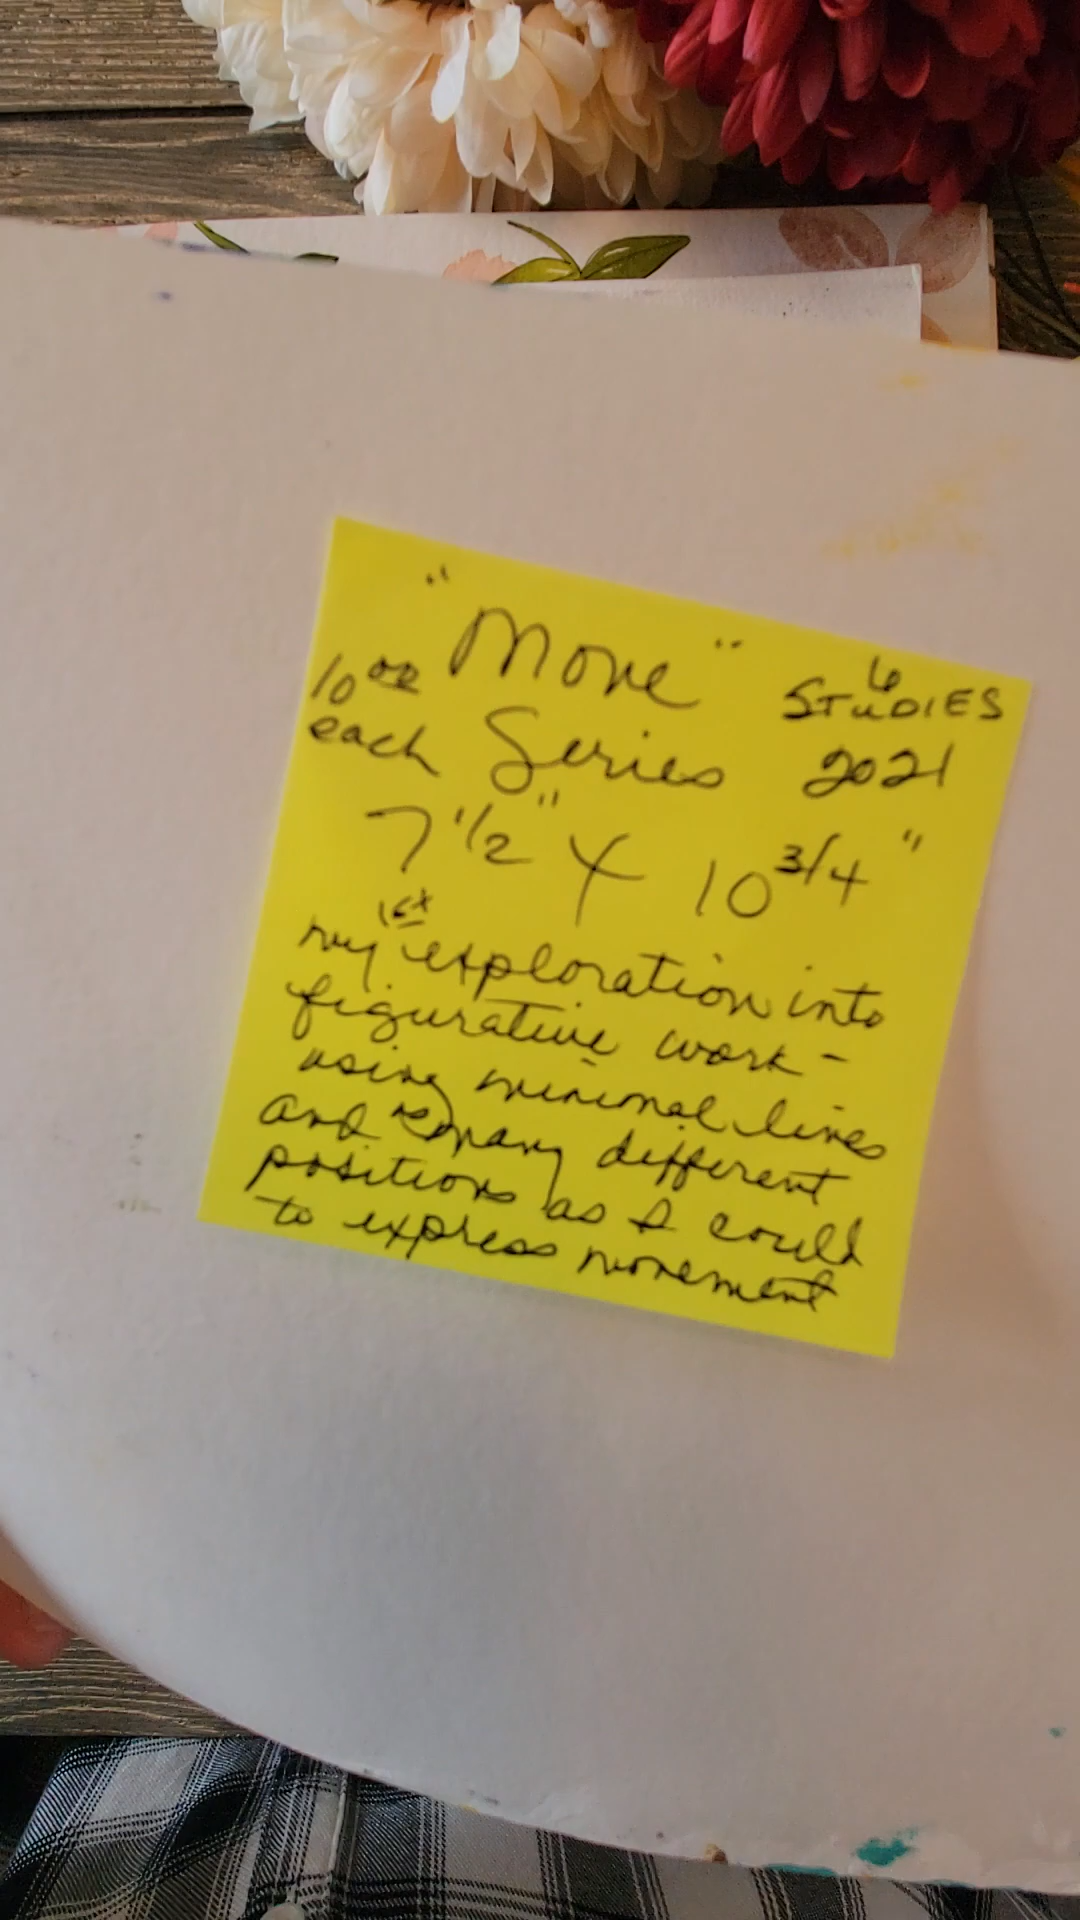 "Move"
6
STUDIES
10 00
each Series 2021
7 1/2" X 10 3/4"
1st
my exploration into
figurative work -
using minimal lines
and many different
positions as I could
to express movement